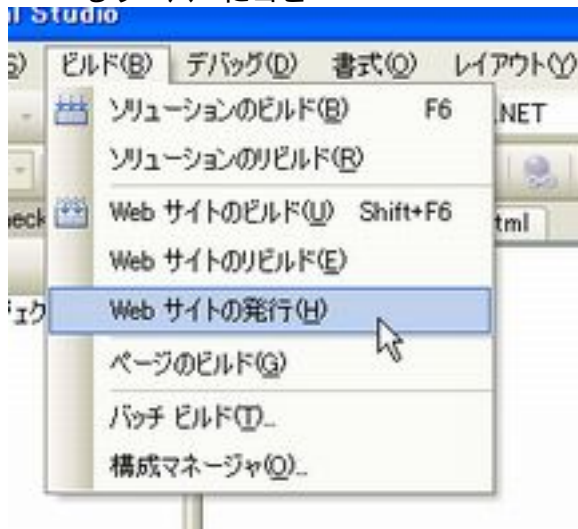 Studio
ビルド(B) デバッグ(D) 書式(O) レイアウト(Y)
ソリューションのビルド(B) F6
.NET
ソリューションのリビルド(R)
Web サイトのビルド(U) Shift+F6
tml
Web サイトのリビルド(E)
Web サイトの発行(H)
ページのビルド(G)
バッチ ビルド(T)...
構成マネージャ(O)...